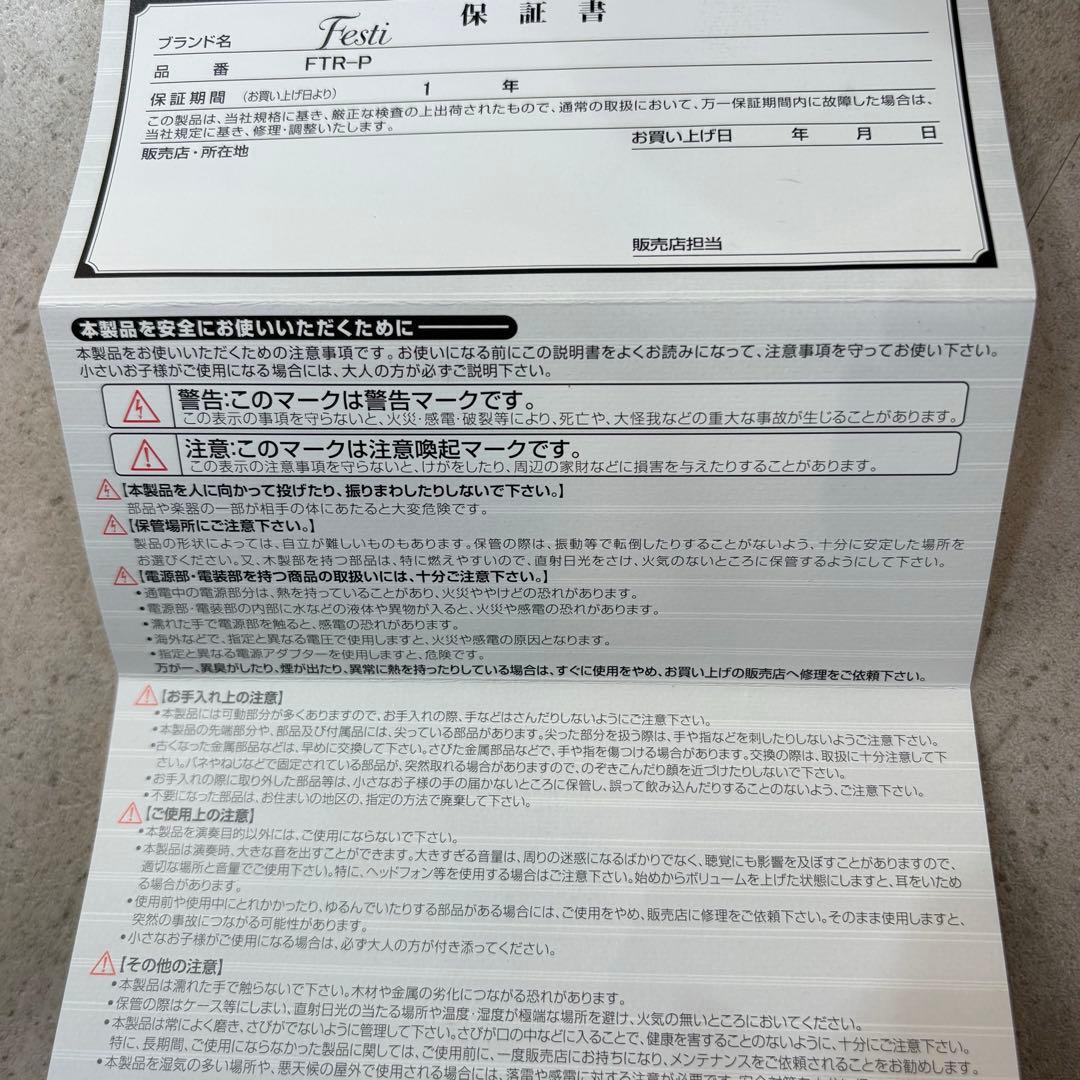 保証書
ブランド名 Festi
品番 FTR-P
保証期間 (お買い上げ日より) 1 年
この製品は、当社規格に基き、厳正な検査の上出荷されたもので、通常の取扱において、万一保証期間内に故障した場合は、
当社規定に基き、修理・調整いたします。
お買い上げ日 年 月 日
販売店・所在地
販売店担当
本製品を安全にお使いいただくために
本製品をお使いいただくための注意事項です。お使いになる前にこの説明書をよくお読みになって、注意事項を守ってお使い下さい。
小さいお子様がご使用になる場合には、大人の方が必ずご説明下さい。
警告:このマークは警告マークです。
この表示の事項を守らないと、火災・感電・破裂等により、死亡や、大怪我などの重大な事故が生じることがあります。
注意:このマークは注意喚起マークです。
この表示の注意事項を守らないと、けがをしたり、周辺の家財などに損害を与えたりすることがあります。
【本製品を人に向かって投げたり、振りまわしたりしないで下さい。】
部品や楽器の一部が相手の体にあたると大変危険です。
【保管場所にご注意下さい。】
製品の形状によっては、自立が難しいものもあります。保管の際は、振動等で転倒したりすることがないよう、十分に安定した場所を
お選びください。又、木製部を持つ部品は、特に燃えやすいので、直射日光をさけ、火気のないところに保管するようにして下さい。
【電源部・電装部を持つ商品の取扱いには、十分ご注意下さい。】
・通電中の電源部分は、熱を持っていることがあり、火災ややけどの恐れがあります。
・電源部・電装部の内部に水などの液体や異物が入ると、火災や感電の恐れがあります。
・濡れた手で電源部を触ると、感電の恐れがあります。
・海外などで、指定と異なる電圧で使用しますと、火災や感電の原因となります。
・指定と異なる電源アダプターを使用しますと、危険です。
万が一、異臭がしたり、煙が出たり、異常に熱を持ったりしている場合は、すぐに使用をやめ、お買い上げの販売店へ修理をご依頼下さい。
【お手入れ上の注意】
・本製品には可動部分が多くありますので、お手入れの際、手などはさんだりしないようにご注意下さい。
・本製品の先端部分や、部品及び付属品には、尖っている部品があります。尖った部分を扱う際は、手や指などを刺したりしないようご注意下さい。
・古くなった金属部品などは、早めに交換して下さい。さびた金属部品などで、手や指を傷つける場合があります。交換の際は、取扱に十分注意して下
さい。バネやねじなどで固定されている部品が、突然取れる場合がありますので、のぞきこんだり顔を近づけたりしないで下さい。
・お手入れの際に取り外した部品等は、小さなお子様の手の届かないところに保管し、誤って飲み込んだりすることのないよう、ご注意下さい。
・不要になった部品は、お住まいの地区の、指定の方法で廃棄して下さい。
【ご使用上の注意】
・本製品を演奏目的以外には、ご使用にならないで下さい。
・本製品は演奏時、大きな音を出すことができます。大きすぎる音量は、周りの迷惑になるばかりでなく、聴覚にも影響を及ぼすことがありますので、
適切な場所と音量でご使用下さい。特に、ヘッドフォン等を使用する場合はご注意下さい。始めからボリュームを上げた状態にしますと、耳をいため
る場合があります。
・使用前や使用中にとれかかったり、ゆるんでいたりする部品がある場合には、ご使用をやめ、販売店に修理をご依頼下さい。そのまま使用しますと、
突然の事故につながる可能性があります。
・小さなお子様がご使用になる場合は、必ず大人の方が付き添ってください。
【その他の注意】
・本製品は濡れた手で触らないで下さい。木材や金属の劣化につながる恐れがあります。
・保管の際はケース等にしまい、直射日光の当たる場所や温度・湿度が極端な場所を避け、火気の無いところにおいてください。
・本製品は常によく磨き、さびがでないように管理して下さい。さびが口の中などに入ることで、健康を害することのないように、十分にご注意下さい。
特に、長期間、ご使用にならなかった製品に関しては、ご使用前に、一度販売店にお持ちになり、メンテナンスをご依頼されることをお勧めします。
・本製品を湿気の多い場所や、悪天候の屋外で使用される場合には、落雷や感電に対する注意が必要です。